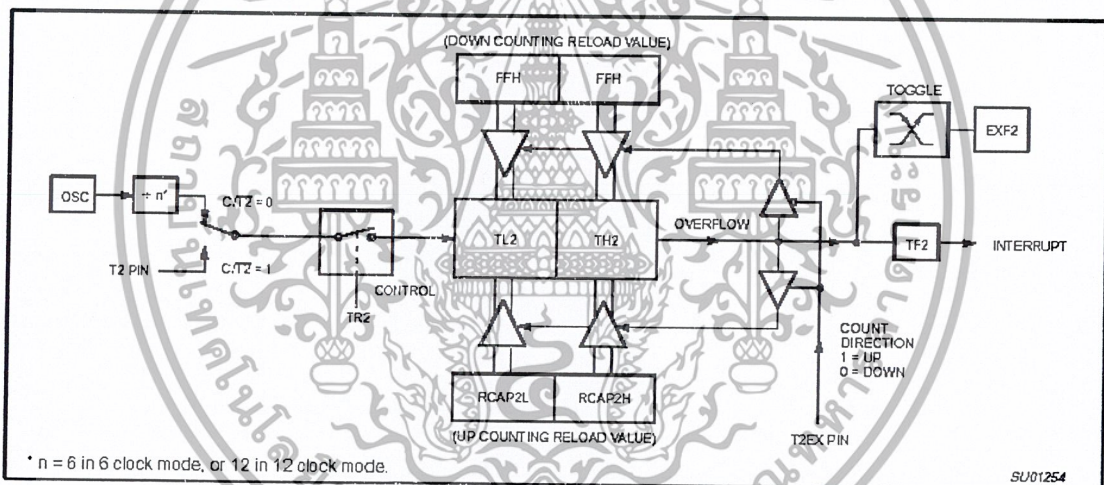 (DOWN COUNTING RELOAD VALUE)
FFH FFH
TOGGLE
EXF2
OSC
÷ n*
C/T2 = 0
T2 PIN
C/T2 = 1
CONTROL
TR2
TL2 TH2
OVERFLOW
TF2
INTERRUPT
COUNT
DIRECTION
1 = UP
0 = DOWN
RCAP2L RCAP2H
(UP COUNTING RELOAD VALUE)
T2EX PIN
* n = 6 in 6 clock mode, or 12 in 12 clock mode.
SU01254